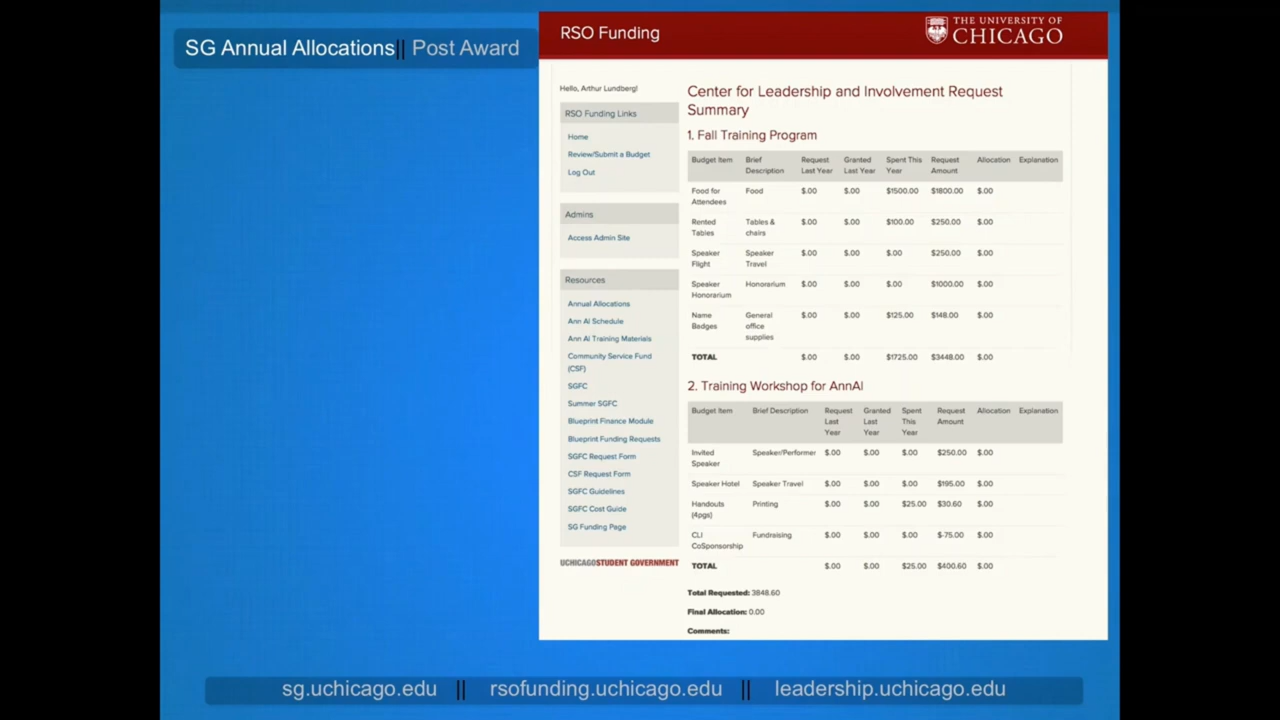 SG Annual Allocations|| Post Award
RSO Funding
THE UNIVERSITY OF
CHICAGO
Hello, Arthur Lundberg!
RSO Funding Links
Home
Review/Submit a Budget
Log Out
Admins
Access Admin Site
Resources
Annual Allocations
Ann Al Schedule
Ann Al Training Materials
Community Service Fund
(CSF)
SGFC
Summer SGFC
Blueprint Finance Module
Blueprint Funding Requests
SGFC Request Form
CSF Request Form
SGFC Guidelines
SGFC Cost Guide
SG Funding Page
UCHICAGOSTUDENT GOVERNMENT
Center for Leadership and Involvement Request
Summary
1. Fall Training Program
Budget Item Brief Description Request Last Year Granted Last Year Spent This Year Request Amount Allocation Explanation
Food for Attendees Food $.00 $.00 $1500.00 $1800.00 $.00
Rented Tables Tables & chairs $.00 $.00 $100.00 $250.00 $.00
Speaker Flight Speaker Travel $.00 $.00 $.00 $250.00 $.00
Speaker Honorarium Honorarium $.00 $.00 $.00 $1000.00 $.00
Name Badges General office supplies $.00 $.00 $125.00 $148.00 $.00
TOTAL $.00 $.00 $1725.00 $3448.00 $.00
2. Training Workshop for AnnAl
Budget Item Brief Description Request Last Year Granted Last Year Spent This Year Request Amount Allocation Explanation
Invited Speaker Speaker/Performer $.00 $.00 $.00 $250.00 $.00
Speaker Hotel Speaker Travel $.00 $.00 $.00 $195.00 $.00
Handouts (4pgs) Printing $.00 $.00 $25.00 $30.60 $.00
CLI CoSponsorship Fundraising $.00 $.00 $.00 $-75.00 $.00
TOTAL $.00 $.00 $25.00 $400.60 $.00
Total Requested: 3848.60
Final Allocation: 0.00
Comments:
sg.uchicago.edu || rsofunding.uchicago.edu || leadership.uchicago.edu